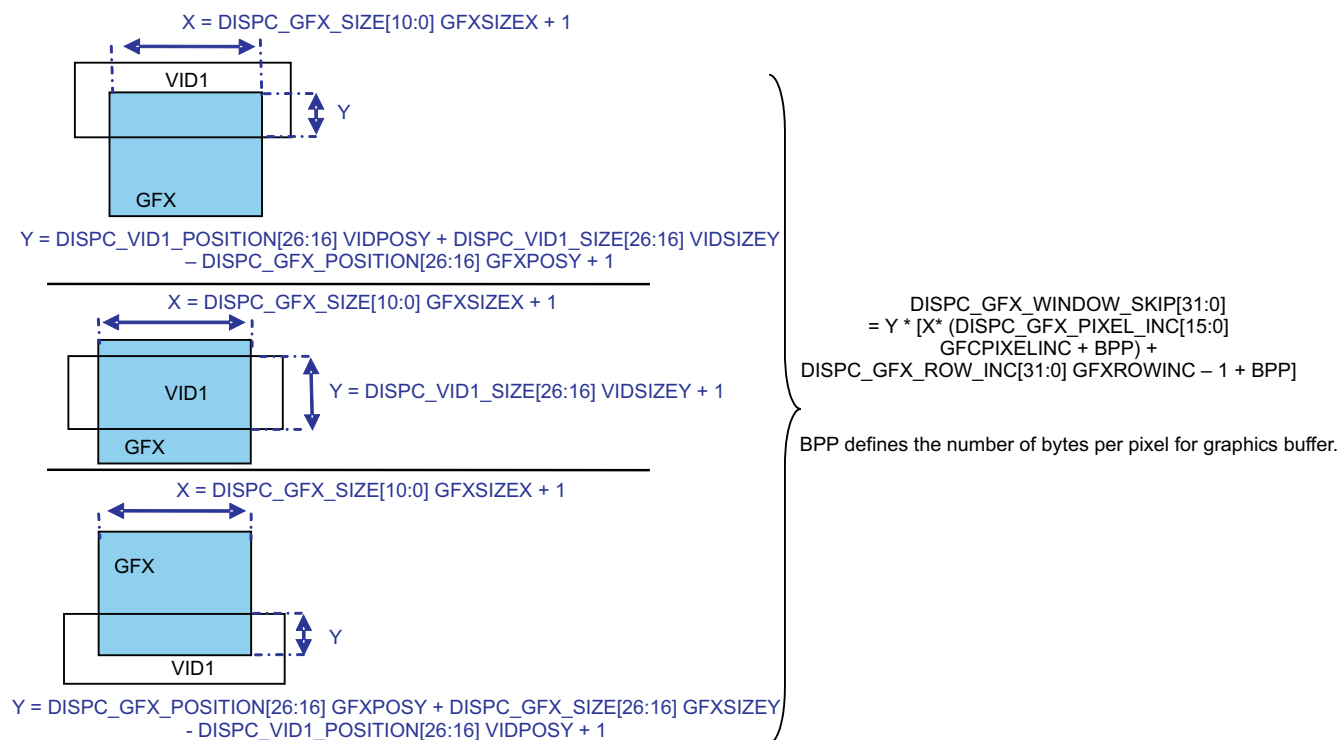 X = DISPC_GFX_SIZE[10:0] GFXSIZEX + 1
VID1
Y
GFX
Y = DISPC_VID1_POSITION[26:16] VIDPOSY + DISPC_VID1_SIZE[26:16] VIDSIZEY
– DISPC_GFX_POSITION[26:16] GFXPOSY + 1
X = DISPC_GFX_SIZE[10:0] GFXSIZEX + 1
VID1
Y = DISPC_VID1_SIZE[26:16] VIDSIZEY + 1
GFX
X = DISPC_GFX_SIZE[10:0] GFXSIZEX + 1
GFX
Y
VID1
Y = DISPC_GFX_POSITION[26:16] GFXPOSY + DISPC_GFX_SIZE[26:16] GFXSIZEY
- DISPC_VID1_POSITION[26:16] VIDPOSY + 1
DISPC_GFX_WINDOW_SKIP[31:0]
= Y * [X* (DISPC_GFX_PIXEL_INC[15:0]
GFCPIXELINC + BPP) +
DISPC_GFX_ROW_INC[31:0] GFXROWINC – 1 + BPP]
BPP defines the number of bytes per pixel for graphics buffer.